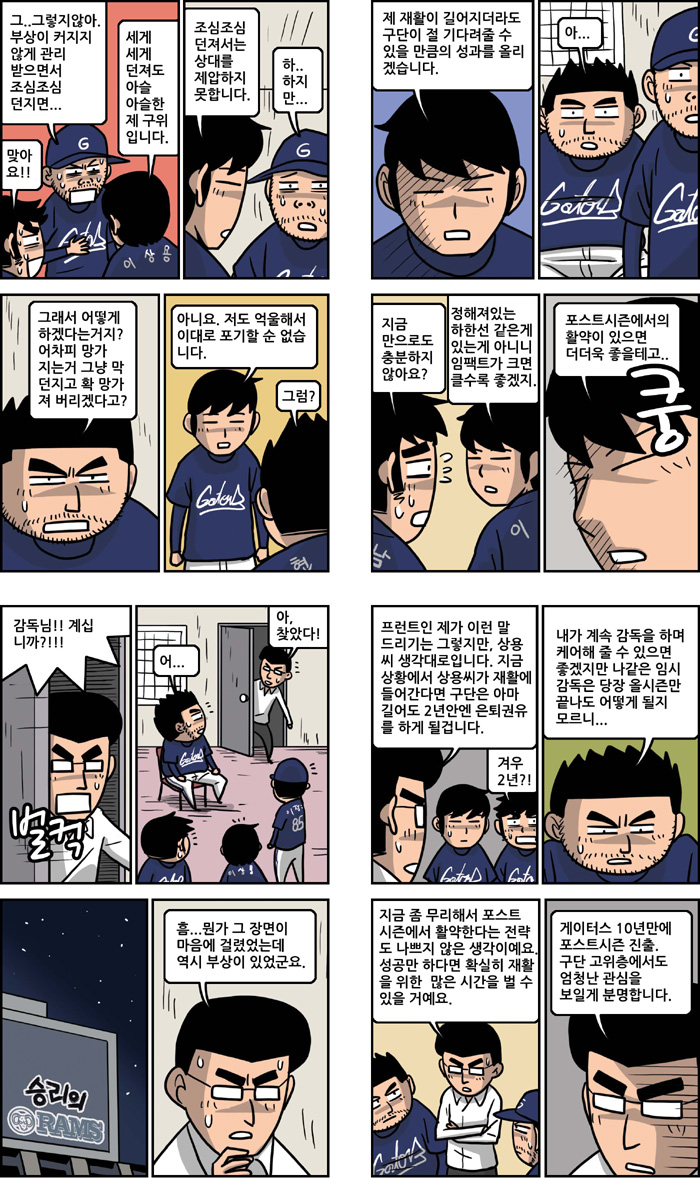 그..그렇지않아.
부상이 커지지
않게 관리
받으면서
조심조심
던지면...
맞아
요!!
세게
세게
던져도
아슬
아슬한
제 구위
입니다.
G
Gators
이상용
조심조심
던져서는
상대를
제압하지
못합니다.
하..
하지
만...
G
그래서 어떻게
하겠다는거지?
어차피 망가
지는거 그냥 막
던지고 확 망가
져 버리겠다고?
아니요. 저도 억울해서
이대로 포기할 순 없습
니다.
그럼?
Gators
현
제 재활이 길어지더라도
구단이 절 기다려줄 수
있을 만큼의 성과를 올리
겠습니다.
아...
Gators
지금
만으로도
충분하지
않아요?
정해져있는
하한선 같은게
있는게 아니니
임팩트가 크면
클수록 좋겠지.
남
이
포스트시즌에서의
활약이 있으면
더더욱 좋을테고..
쿵
감독님!! 계십
니까?!!!
벌컥
아,
찾았다!
어...
Gators
85
이상용
승리의
RAMS
흠...뭔가 그 장면이
마음에 걸렸었는데
역시 부상이 있었군요.
프런트인 제가 이런 말
드리기는 그렇지만, 상용
씨 생각대로입니다. 지금
상황에서 상용씨가 재활에
들어간다면 구단은 아마
길어도 2년안엔 은퇴권유
를 하게 될겁니다.
겨우
2년?!
Gators
내가 계속 감독을 하며
케어해 줄 수 있으면
좋겠지만 나같은 임시
감독은 당장 올시즌만
끝나도 어떻게 될지
모르니...
지금 좀 무리해서 포스트
시즌에서 활약한다는 전략
도 나쁘지 않은 생각이예요.
성공만 하다면 확실히 재활
을 위한 많은 시간을 벌 수
있을 거예요.
Gators
게이터스 10년만에
포스트시즌 진출.
구단 고위층에서도
엄청난 관심을
보일게 분명합니다.